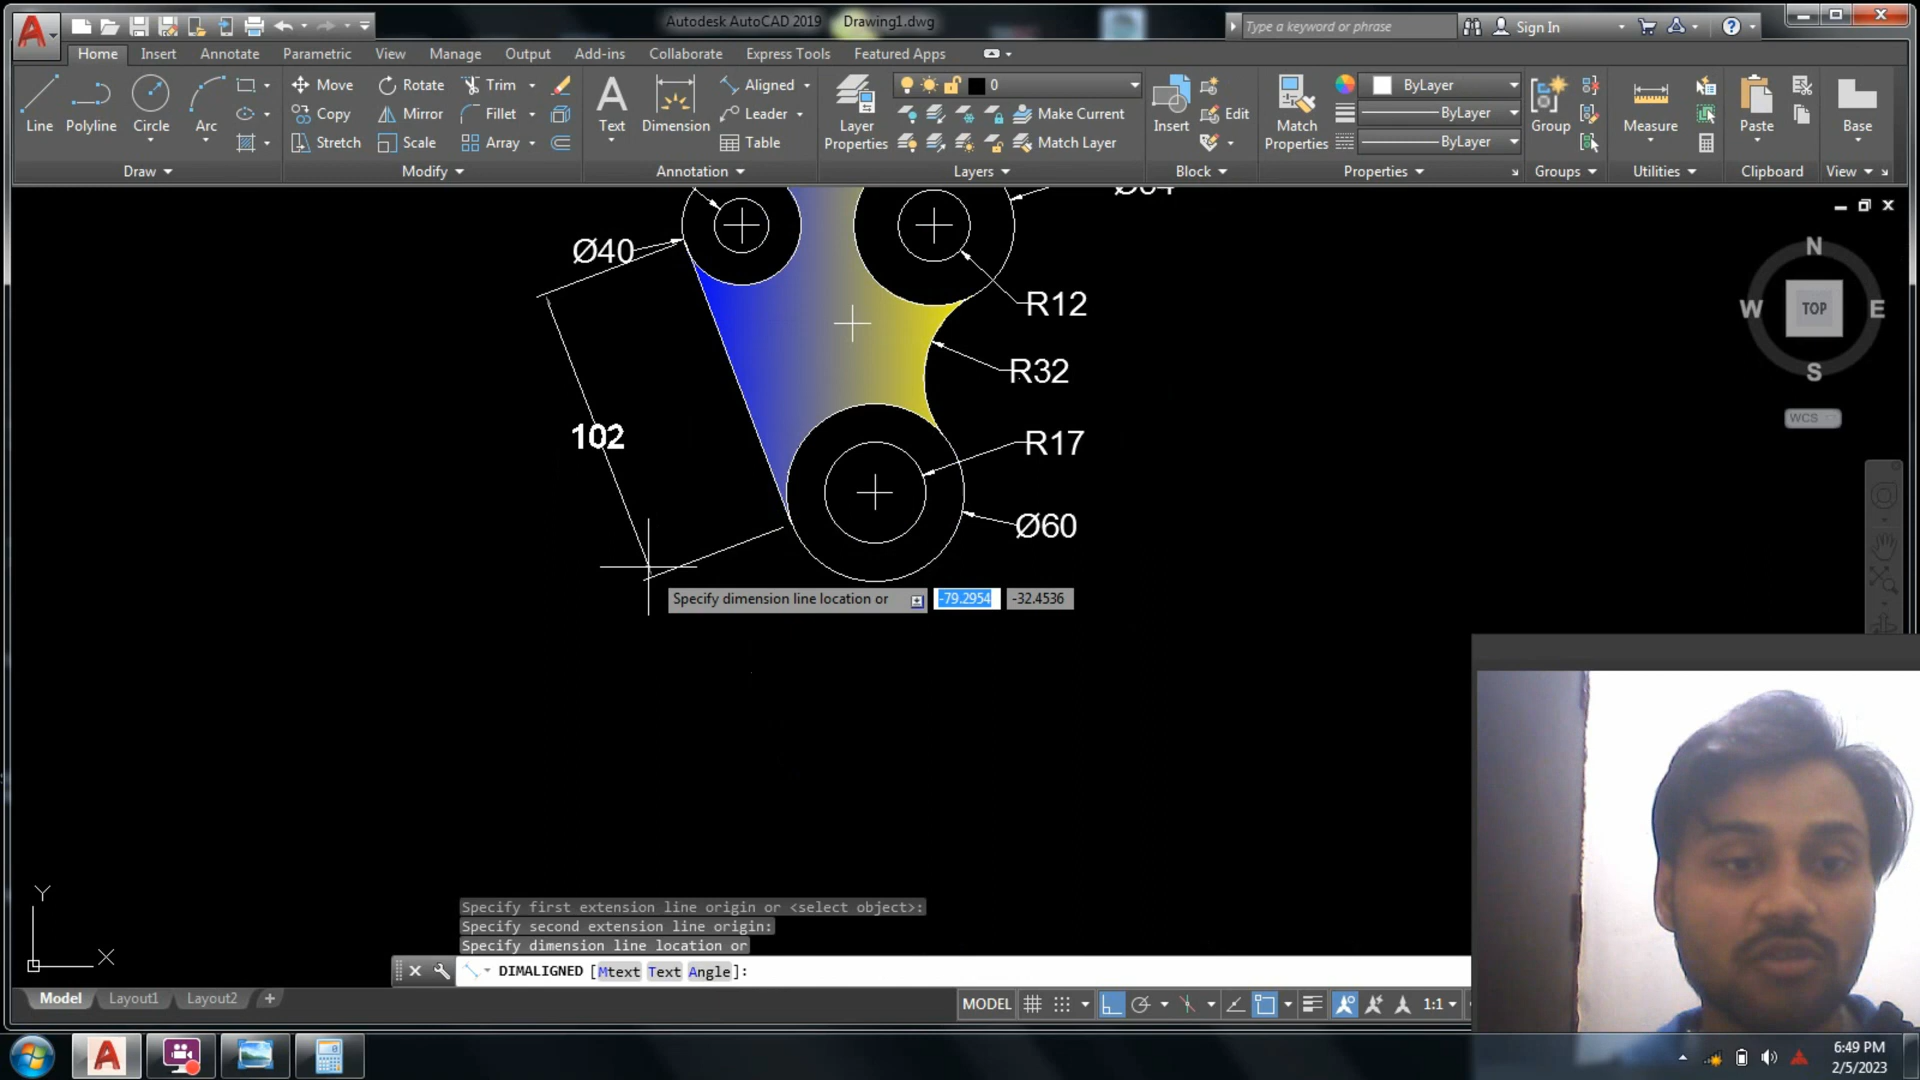 Autodesk AutoCAD 2019 Drawing1.dwg
Type a keyword or phrase
Sign In
Home Insert Annotate Parametric View Manage Output Add-ins Collaborate Express Tools Featured Apps
Line Polyline Circle Arc
Move Rotate Trim
Copy Mirror Fillet
Stretch Scale Array
Text Dimension
Aligned
Leader
Table
Layer Properties
0
Make Current
Match Layer
Insert
Edit
Match Properties
ByLayer
ByLayer
ByLayer
Group
Measure
Paste
Base
Draw Modify Annotation Layers Block Properties Groups Utilities Clipboard View
N
W TOP E
S
WCS
Ø40
R12
R32
102
R17
Ø60
Specify dimension line location or -79.2954 -32.4536
Y
X
Specify first extension line origin or <select object>:
Specify second extension line origin:
Specify dimension line location or
DIMALIGNED [Mtext Text Angle]:
Model Layout1 Layout2
MODEL 1:1
6:49 PM
2/5/2023